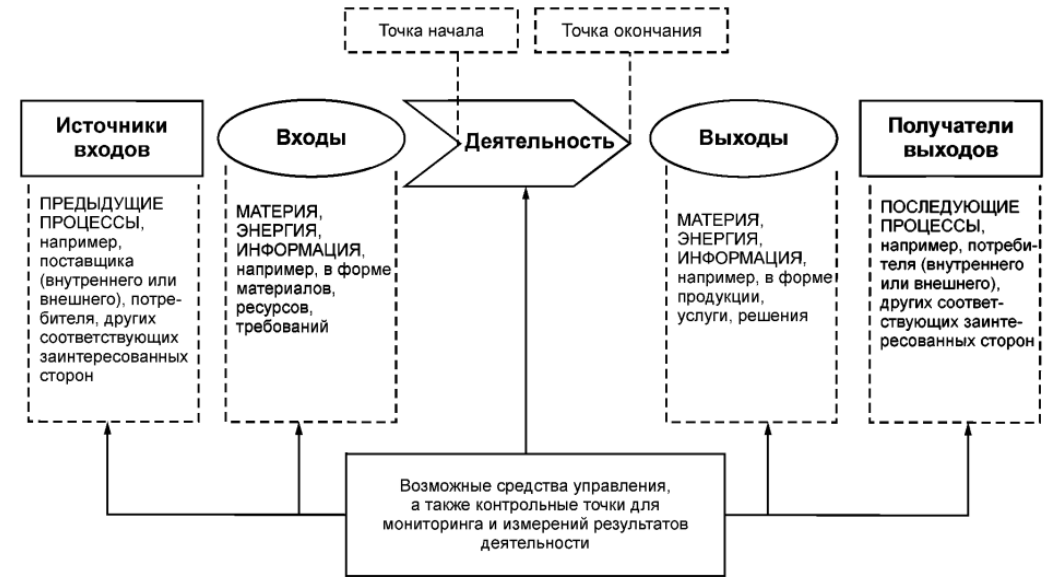 Точка начала
Точка окончания
Источники
входов
Входы
Деятельность
Выходы
Получатели
выходов
ПРЕДЫДУЩИЕ
ПРОЦЕССЫ,
например,
поставщика
(внутреннего или
внешнего), потре-
бителя, других
соответствующих
заинтересованных
сторон
МАТЕРИЯ,
ЭНЕРГИЯ,
ИНФОРМАЦИЯ,
например, в форме
материалов,
ресурсов,
требований
МАТЕРИЯ,
ЭНЕРГИЯ,
ИНФОРМАЦИЯ,
например, в форме
продукции,
услуги, решения
ПОСЛЕДУЮЩИЕ
ПРОЦЕССЫ,
например, потреби-
теля (внутреннего
или внешнего),
других соответ-
ствующих заинте-
ресованных сторон
Возможные средства управления,
а также контрольные точки для
мониторинга и измерений результатов
деятельности